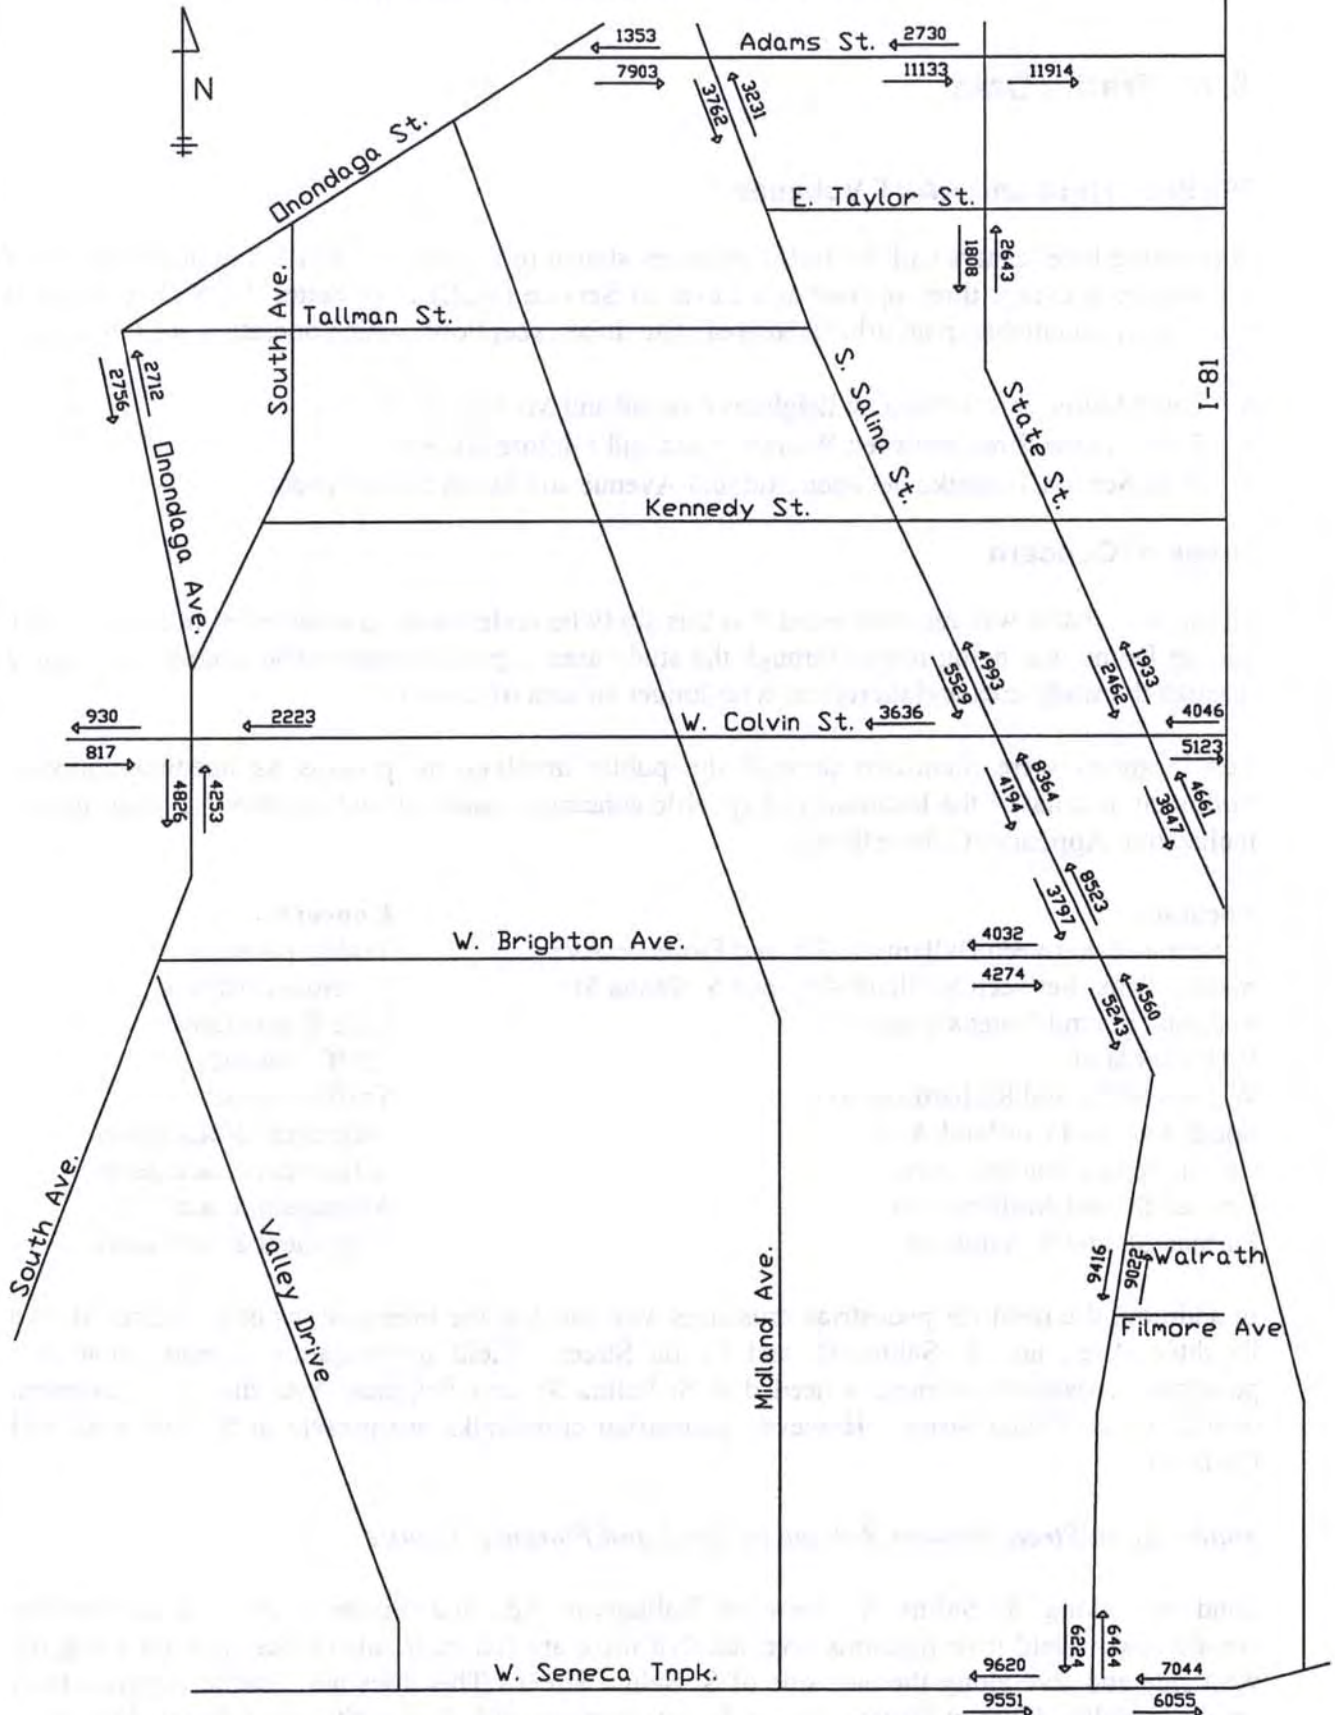 1353
Adams St.
2730
7903
11133
11914
N
3762
3231
Onondaga St.
E. Taylor St.
1808
2643
South Ave.
Tallman St.
2756
2712
I-81
S. Salina St.
State St.
Onondaga Ave.
Kennedy St.
4993
5529
1933
2462
930
2223
W. Colvin St.
3636
4046
817
5123
4826
4253
8364
4194
4661
3847
8523
3797
W. Brighton Ave.
4032
4274
4560
5243
South Ave.
Valley Drive
Midland Ave.
9416
9022
Walrath
Filmore Ave
6224
6464
W. Seneca Tnpk.
9620
7044
9551
6055